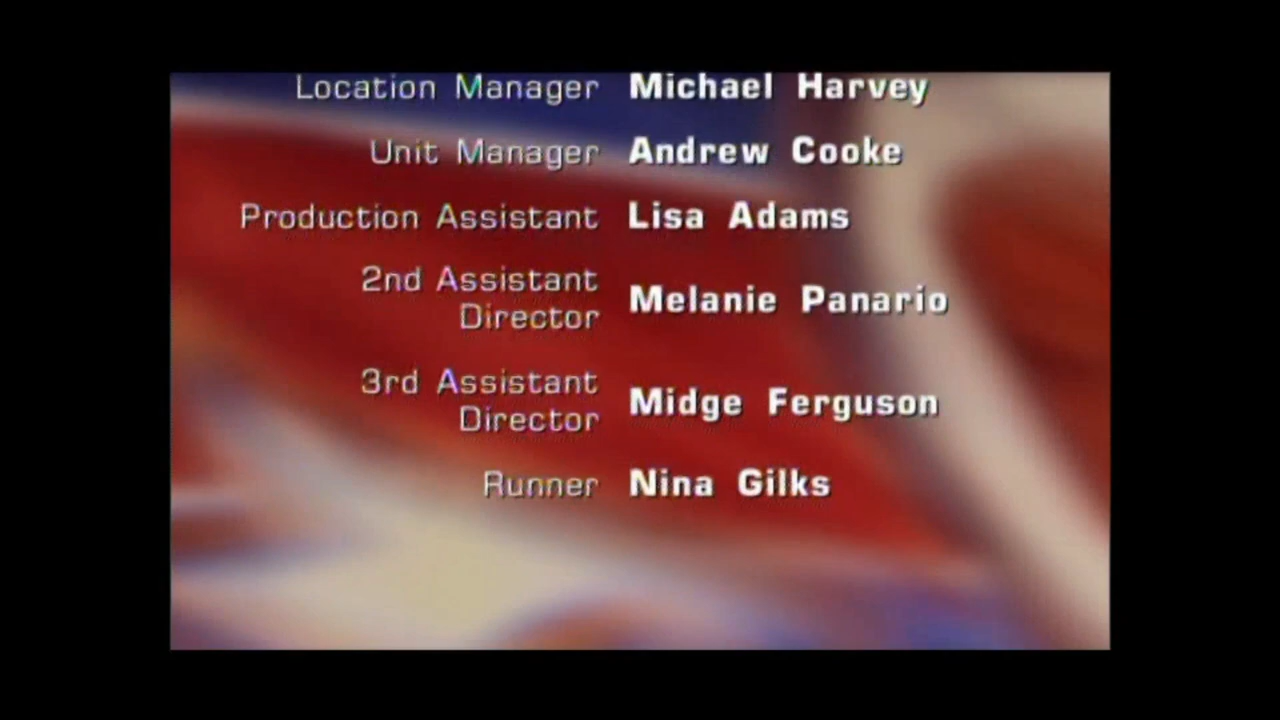 Location Manager Michael Harvey
Unit Manager Andrew Cooke
Production Assistant Lisa Adams
2nd Assistant
Director Melanie Panario
3rd Assistant
Director Midge Ferguson
Runner Nina Gilks